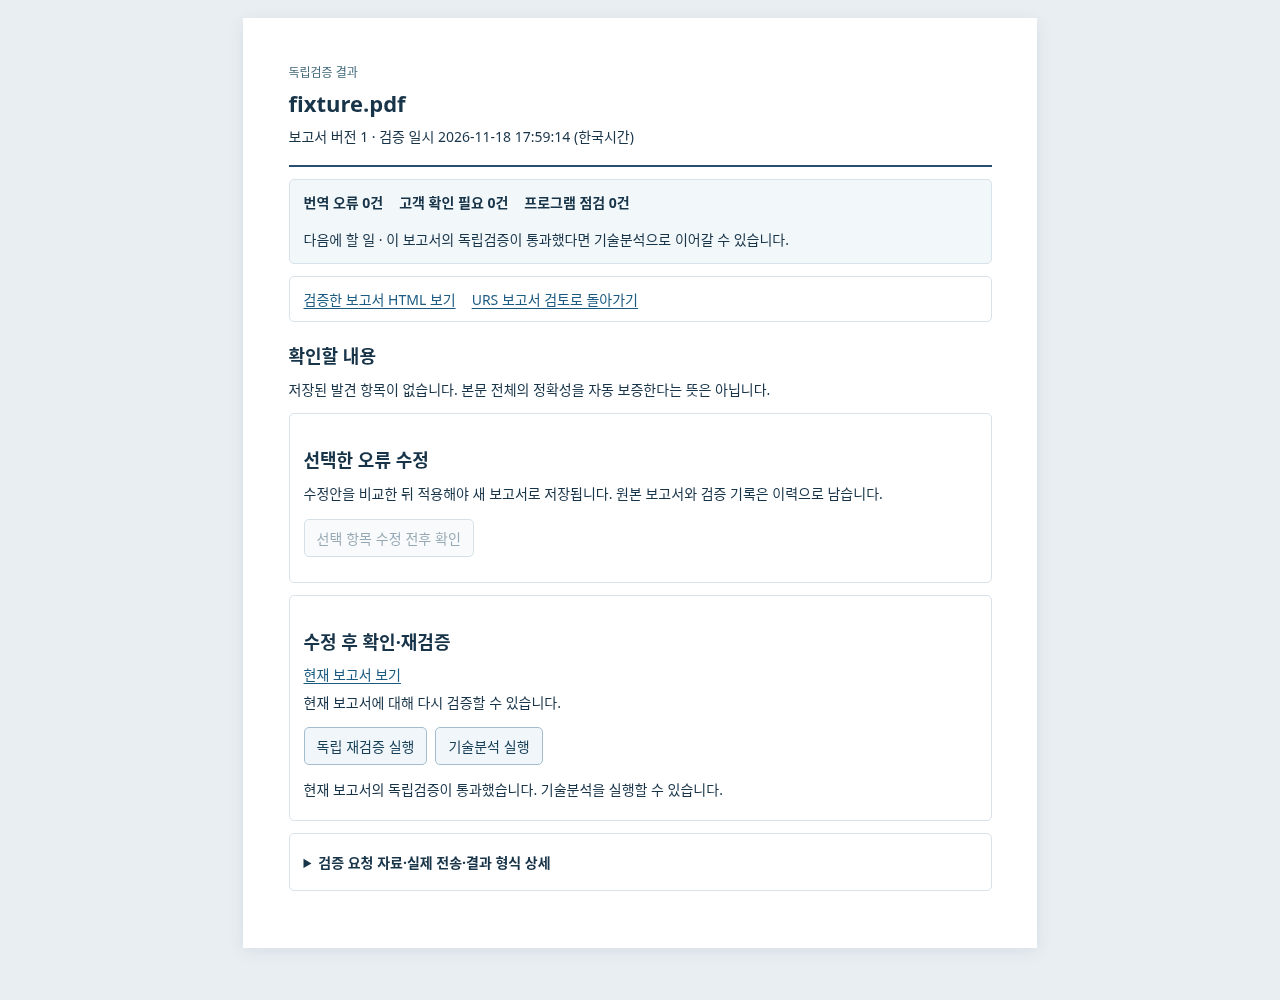 독립검증 결과
fixture.pdf
보고서 버전 1 · 검증 일시 2026-11-18 17:59:14 (한국시간)
번역 오류 0건 고객 확인 필요 0건 프로그램 점검 0건
다음에 할 일 · 이 보고서의 독립검증이 통과했다면 기술분석으로 이어갈 수 있습니다.
검증한 보고서 HTML 보기 URS 보고서 검토로 돌아가기
확인할 내용
저장된 발견 항목이 없습니다. 본문 전체의 정확성을 자동 보증한다는 뜻은 아닙니다.
선택한 오류 수정
수정안을 비교한 뒤 적용해야 새 보고서로 저장됩니다. 원본 보고서와 검증 기록은 이력으로 남습니다.
선택 항목 수정 전후 확인
수정 후 확인·재검증
현재 보고서 보기
현재 보고서에 대해 다시 검증할 수 있습니다.
독립 재검증 실행 기술분석 실행
현재 보고서의 독립검증이 통과했습니다. 기술분석을 실행할 수 있습니다.
▶ 검증 요청 자료·실제 전송·결과 형식 상세